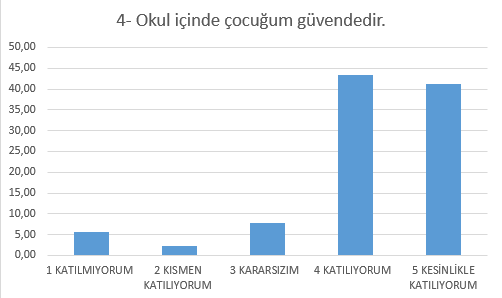 4- Okul içinde çocuğum güvendedir.
50,00
45,00
40,00
35,00
30,00
25,00
20,00
15,00
10,00
5,00
0,00
1 KATILMIYORUM
2 KISMEN
KATILIYORUM
3 KARARSIZIM
4 KATILIYORUM
5 KESİNLİKLE
KATILIYORUM